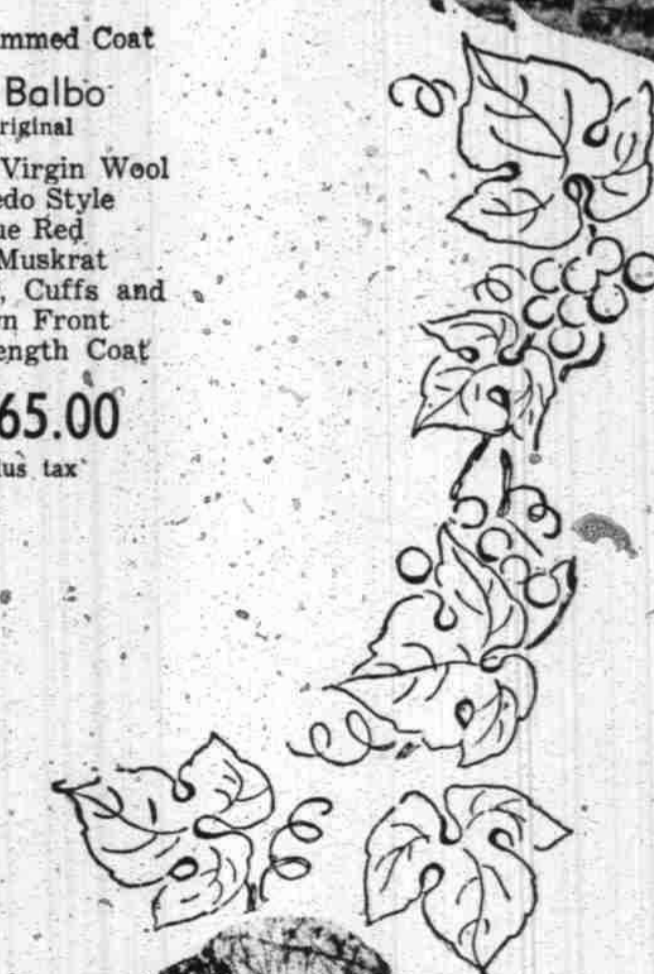 mmed Coat
Balbo
riginal
Virgin Wool
edo Style
ue Red
Muskrat
, Cuffs and
n Front
ength Coat
65.00
lus tax